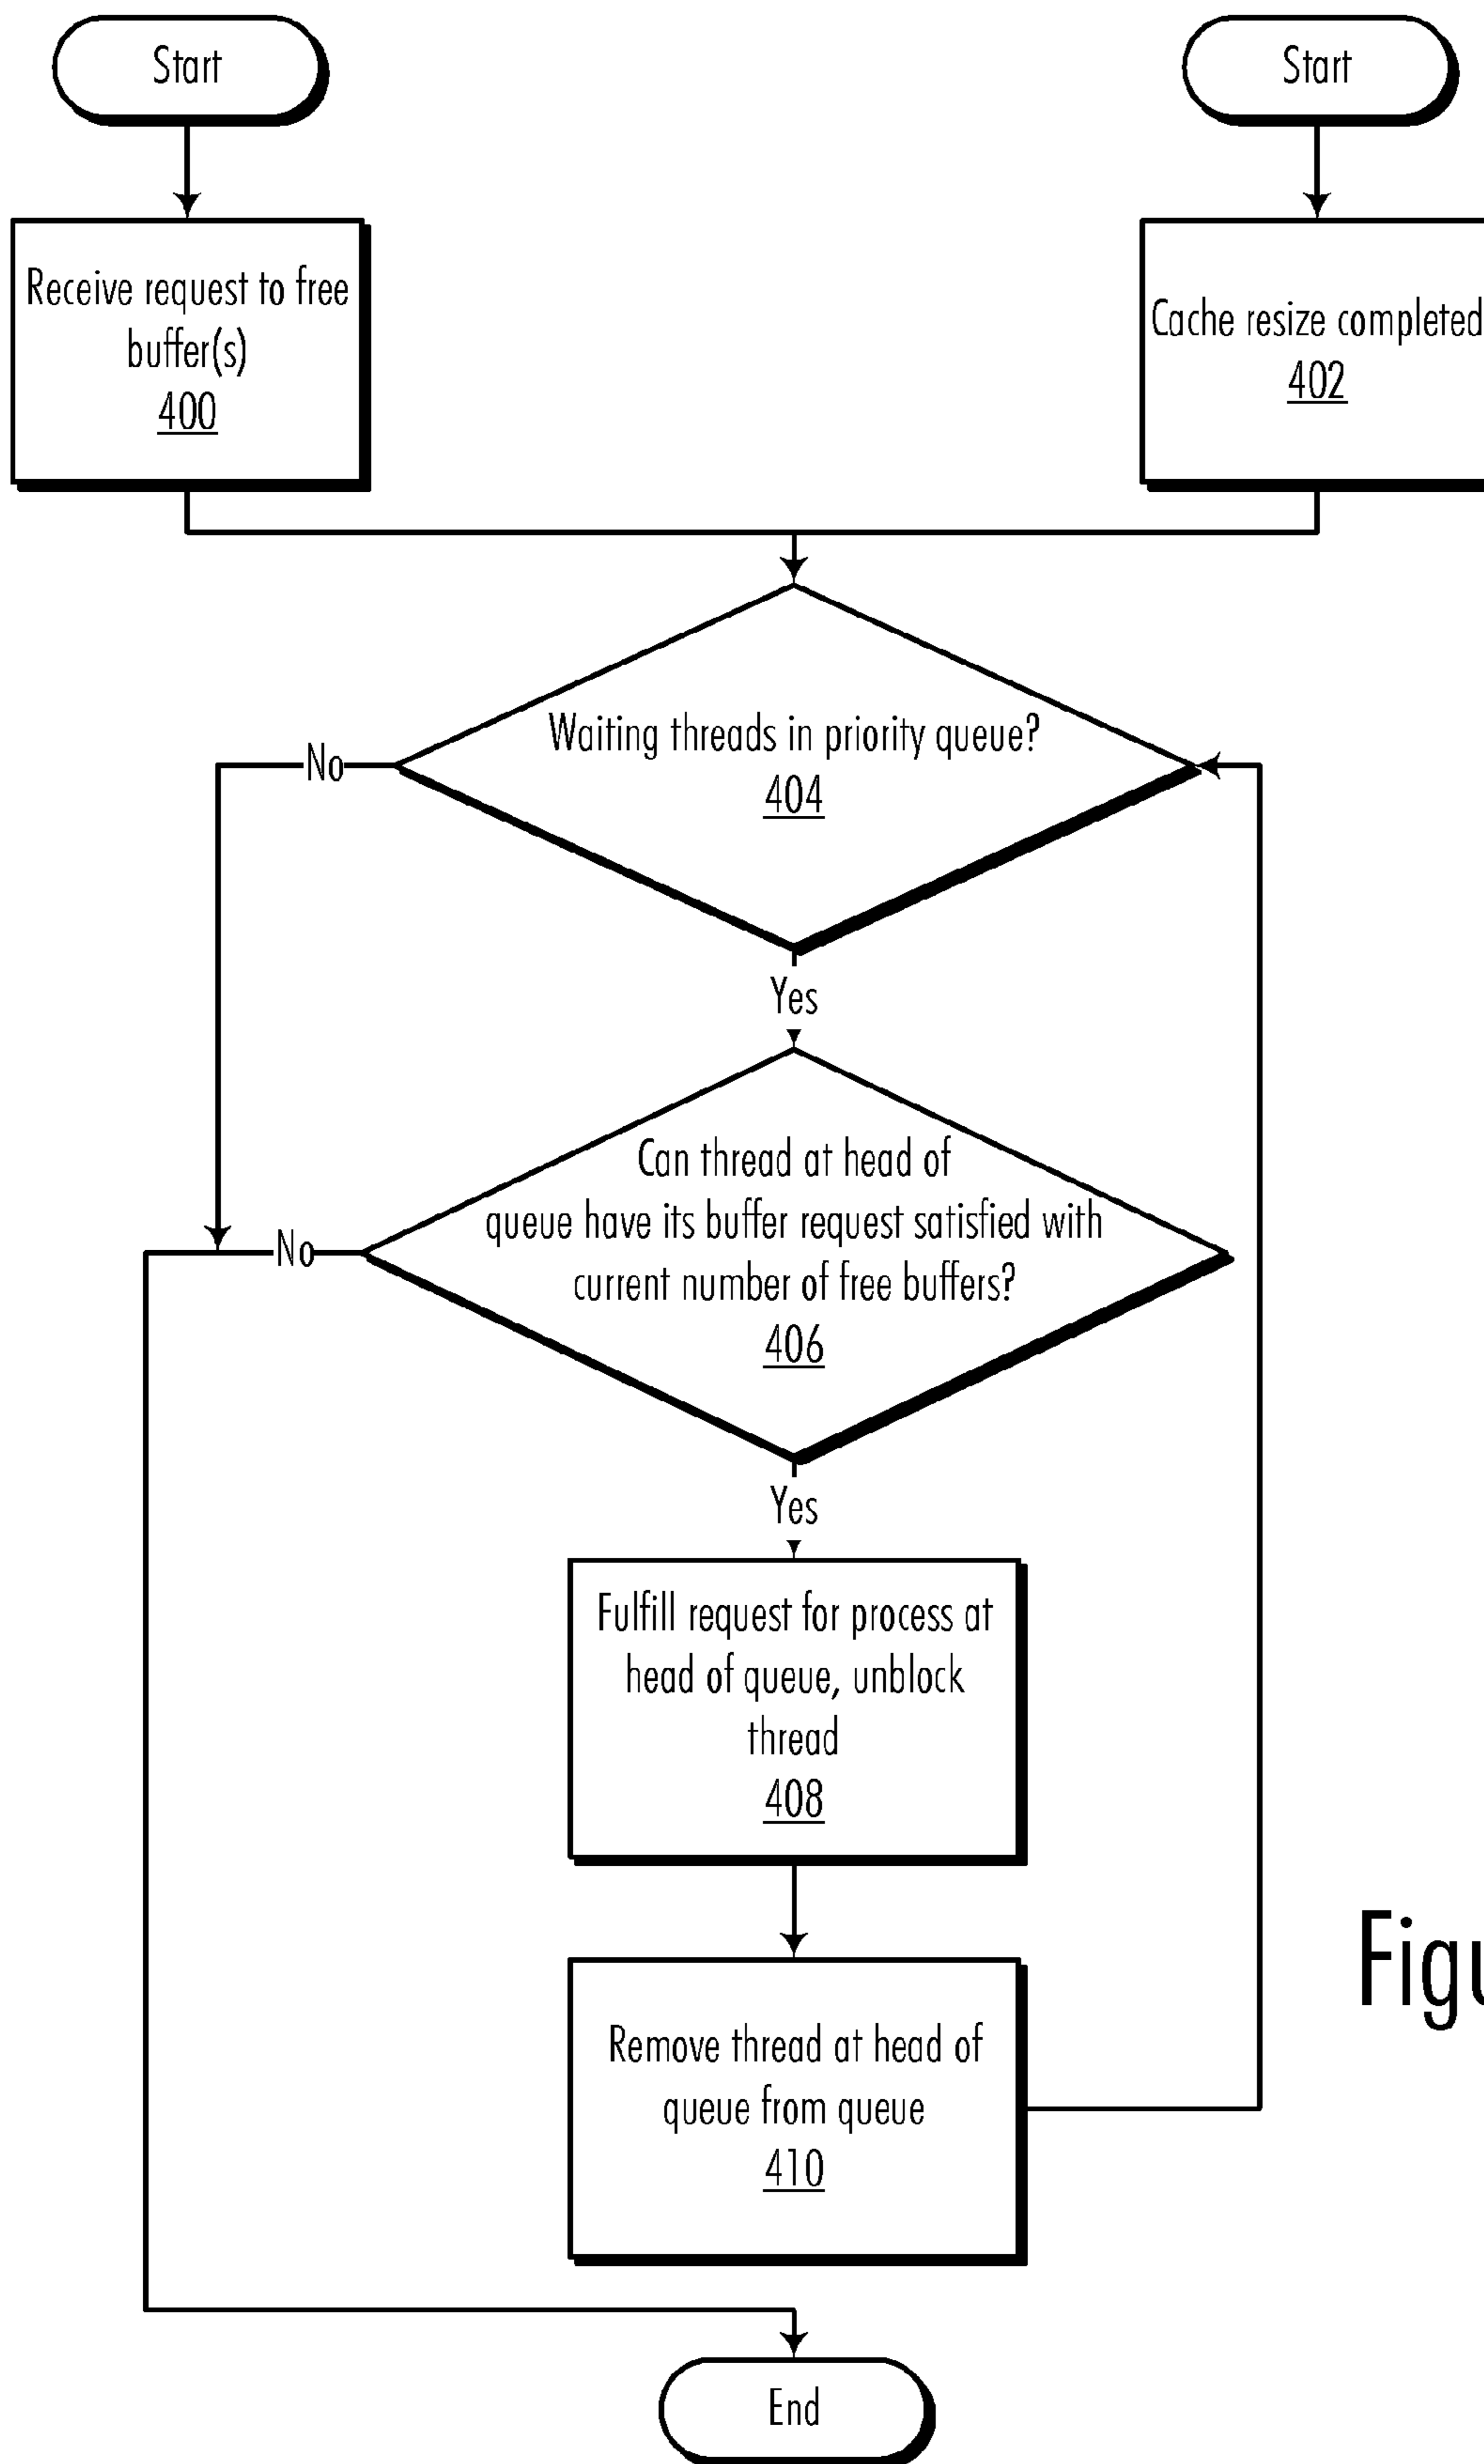 Start
Start
Receive request to free
buffer(s)
400
Cache resize completed
402
Waiting threads in priority queue?
404
No
Yes
Can thread at head of
queue have its buffer request satisfied with
current number of free buffers?
406
No
Yes
Fulfill request for process at
head of queue, unblock
thread
408
Remove thread at head of
queue from queue
410
End